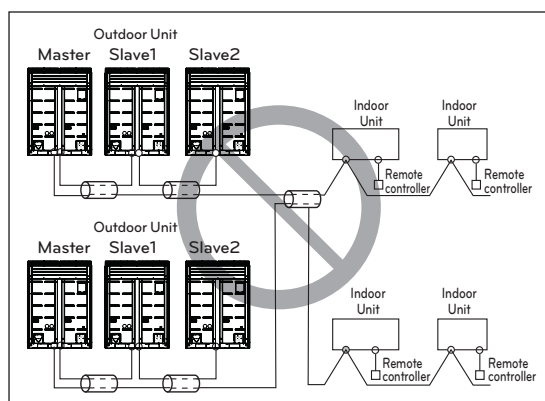 Outdoor Unit
Master Slave1 Slave2
Indoor
Unit
Indoor
Unit
Remote
controller
Remote
controller
Outdoor Unit
Master Slave1 Slave2
Indoor
Unit
Indoor
Unit
Remote
controller
Remote
controller